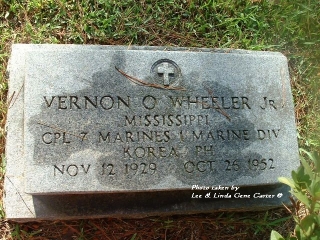 VERNON O WHEELER JR
MISSISSIPPI
CPL 7 MARINES 1 MARINE DIV
KOREA PH
NOV 12 1929 OCT 26 1952
Photo taken by
Lee & Linda Gene Carter ©